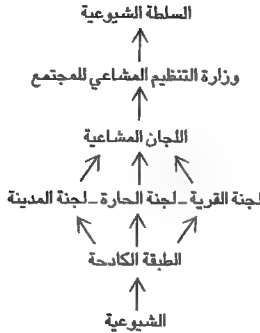 السلطة الشيوعية
وزارة التنظيم المشاعي للمجتمع
اللجان المشاعية
لجنة القرية - لجنة الحارة - لجنة المدينة
الطبقة الكادحة
الشيوعية